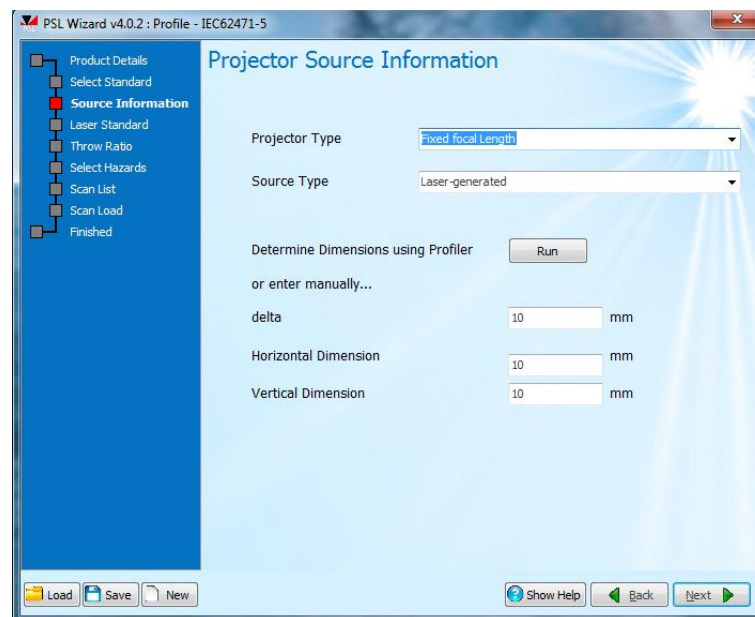 PSL Wizard v4.0.2 : Profile - IEC62471-5
Product Details
Select Standard
Source Information
Laser Standard
Throw Ratio
Select Hazards
Scan List
Scan Load
Finished
Projector Source Information
Projector Type Fixed focal Length
Source Type Laser-generated
Determine Dimensions using Profiler Run
or enter manually...
delta 10 mm
Horizontal Dimension 10 mm
Vertical Dimension 10 mm
Load Save New Show Help Back Next